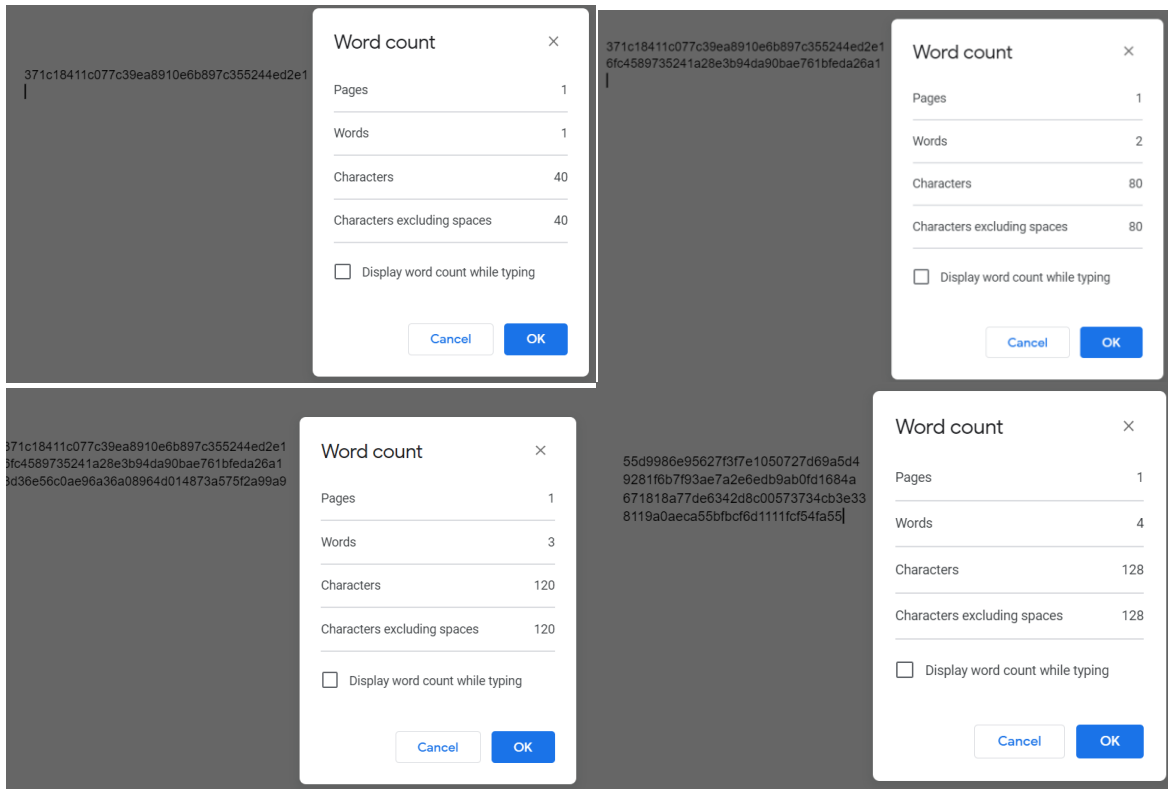 371c18411c077c39ea8910e6b897c355244ed2e1
Word count
Pages 1
Words 1
Characters 40
Characters excluding spaces 40
Display word count while typing
Cancel OK
371c18411c077c39ea8910e6b897c355244ed2e1
6fc4589735241a28e3b94da90bae761bfeda26a1
Word count
Pages 1
Words 2
Characters 80
Characters excluding spaces 80
Display word count while typing
Cancel OK
371c18411c077c39ea8910e6b897c355244ed2e1
6fc4589735241a28e3b94da90bae761bfeda26a1
8d36e56c0ae96a36a08964d014873a575f2a99a9
Word count
Pages 1
Words 3
Characters 120
Characters excluding spaces 120
Display word count while typing
Cancel OK
55d9986e95627f3f7e1050727d69a5d4
9281f6b7f93ae7a2e6edb9ab0fd1684a
671818a77de6342d8c00573734cb3e33
8119a0aeca55bfbcf6d1111fcf54fa55
Word count
Pages 1
Words 4
Characters 128
Characters excluding spaces 128
Display word count while typing
Cancel OK